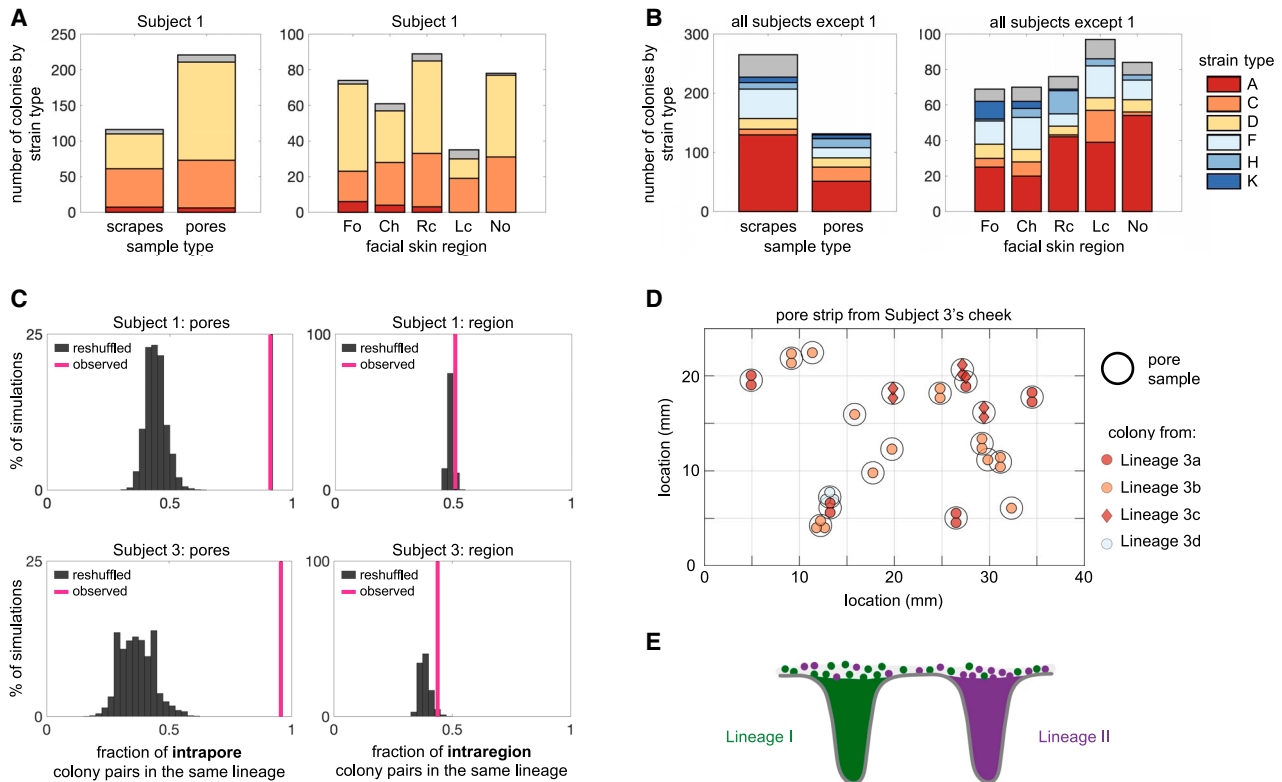 A
Subject 1
number of colonies by
strain type
250
200
150
100
50
0
scrapes
pores
sample type
Subject 1
100
80
60
40
20
0
Fo Ch Rc Lc No
facial skin region
B
all subjects except 1
number of colonies by
strain type
300
200
100
0
scrapes
pores
sample type
all subjects except 1
100
80
60
40
20
0
Fo Ch Rc Lc No
facial skin region
strain type
A
C
D
F
H
K
C
Subject 1: pores
% of simulations
25
0
reshuffled
observed
0 0.5 1
Subject 1: region
100
0
reshuffled
observed
0 0.5 1
Subject 3: pores
% of simulations
25
0
reshuffled
observed
0 0.5 1
fraction of intrapore
colony pairs in the same lineage
Subject 3: region
100
0
reshuffled
observed
0 0.5 1
fraction of intraregion
colony pairs in the same lineage
D
pore strip from Subject 3's cheek
location (mm)
20
10
0
0 10 20 30 40
location (mm)
pore
sample
colony from:
Lineage 3a
Lineage 3b
Lineage 3c
Lineage 3d
E
Lineage I
Lineage II